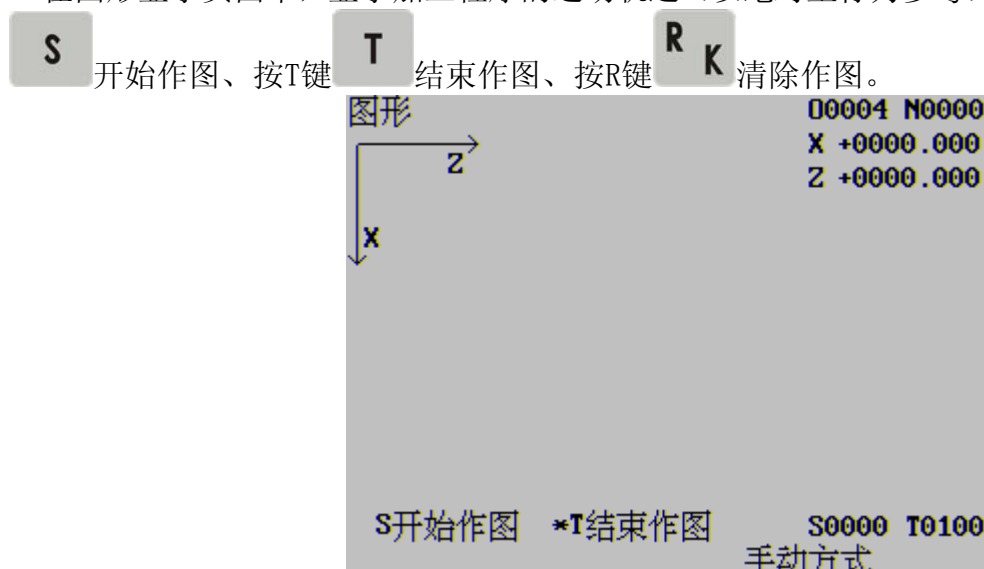 S 开始作图、按T键 T 结束作图、按R键 R K 清除作图。
图形 O0004 N0000
Z X +0000.000
Z +0000.000
X
S开始作图 *T结束作图 S0000 T0100
手动方式